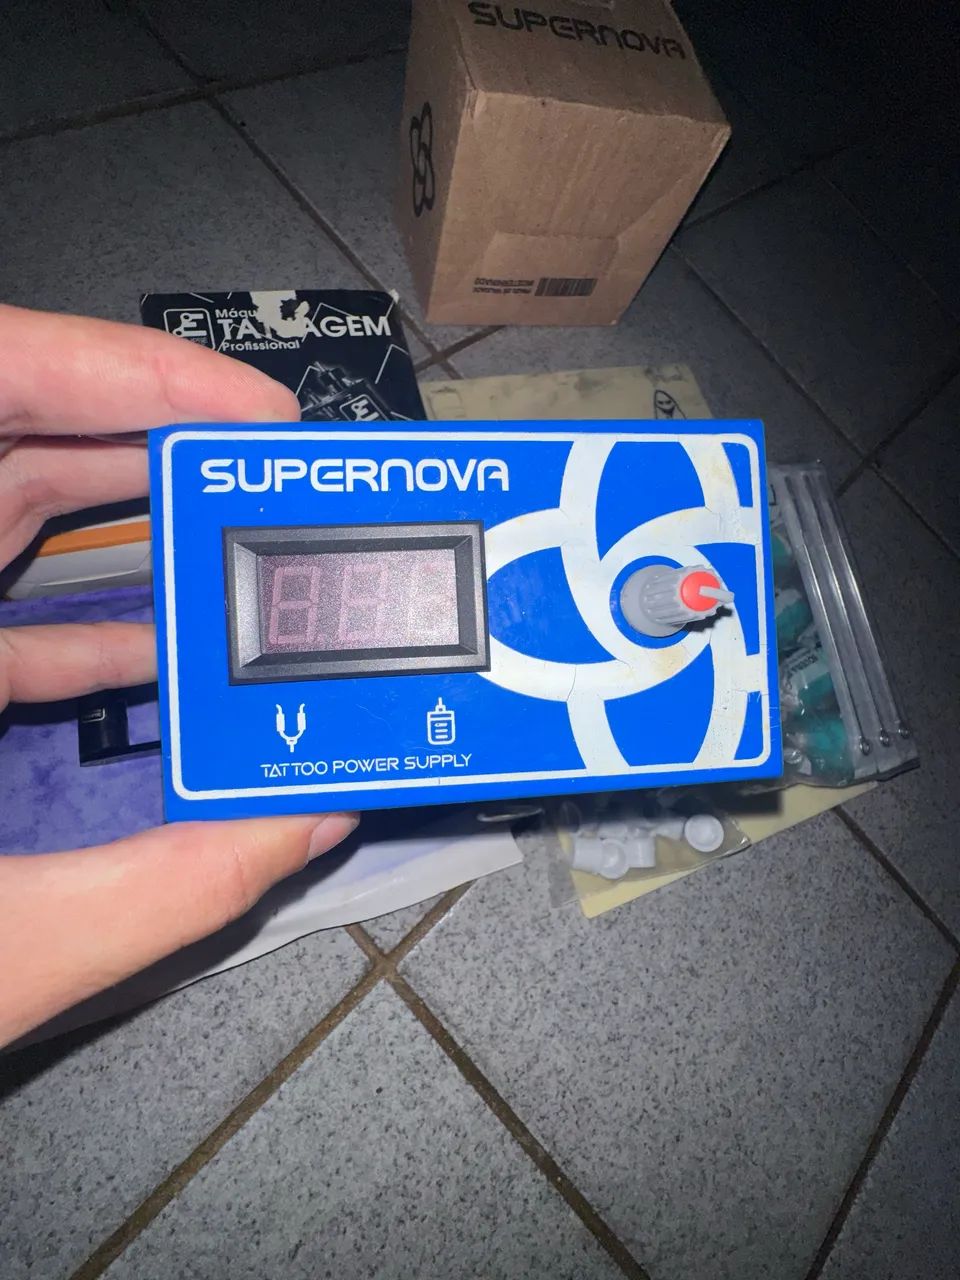 SUPERNOVA
Máqu
TATUAGEM
Profissional
SUPERNOVA
TATTOO POWER SUPPLY